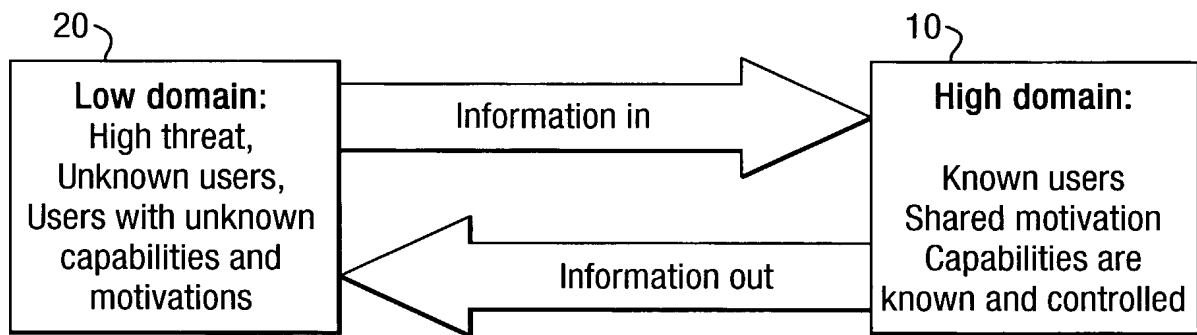 20
Low domain:
High threat,
Unknown users,
Users with unknown
capabilities and
motivations
Information in
Information out
10
High domain:
Known users
Shared motivation
Capabilities are
known and controlled